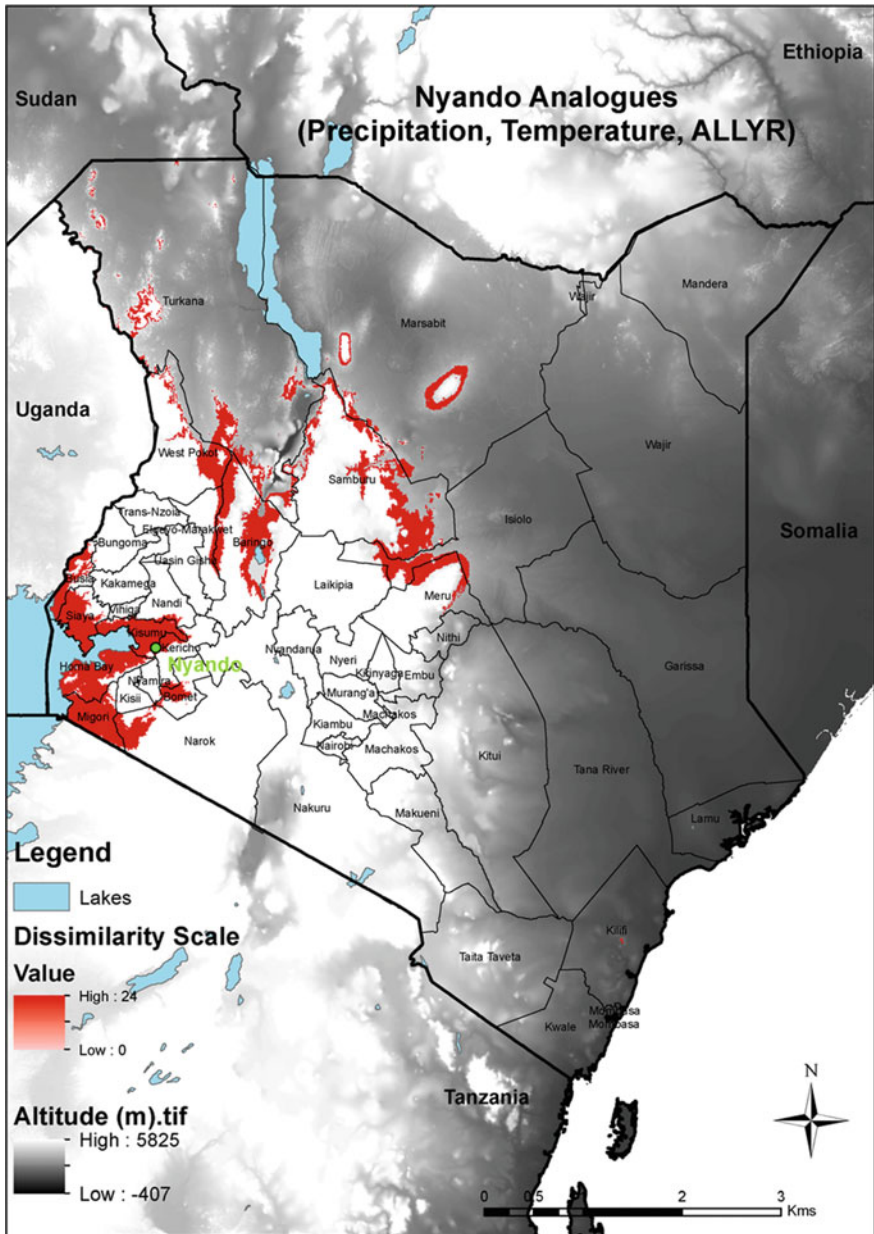 Ethiopia
Sudan
Nyando Analogues
(Precipitation, Temperature, ALLYR)
Turkana
Marsabit
Wajir
Mandera
Uganda
Wajir
West Pokot
Samburu
Isiolo
Somalia
Trans-Nzoia
Elgeyo-Marakwet
Bungoma
Baringo
Uasin Gishu
Busia
Kakamega
Laikipia
Meru
Siaya
Vihiga
Nandi
Kisumu
Nithi
Kericho
Nyandarua
Nyeri
Homa Bay
Nyando
Kirinyaga
Embu
Garissa
Nyamira
Kisii
Bomet
Murang'a
Migori
Machakos
Kiambu
Narok
Nairobi
Machakos
Kitui
Tana River
Nakuru
Makueni
Lamu
Legend
Lakes
Dissimilarity Scale
Value
High : 24
Low : 0
Kilifi
Taita Taveta
Mombasa
Mombasa
Kwale
Tanzania
N
Altitude (m).tif
High : 5825
Low : -407
0 0.5 1 2 3
Kms